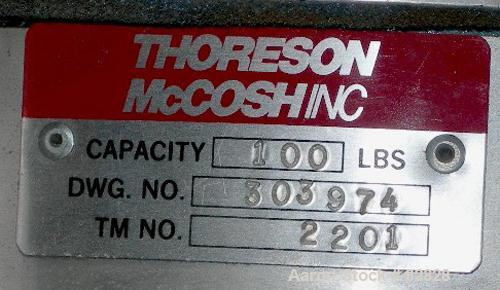 THORESON
McCOSH INC
CAPACITY 100 LBS
DWG. NO. 303974
TM NO. 2201